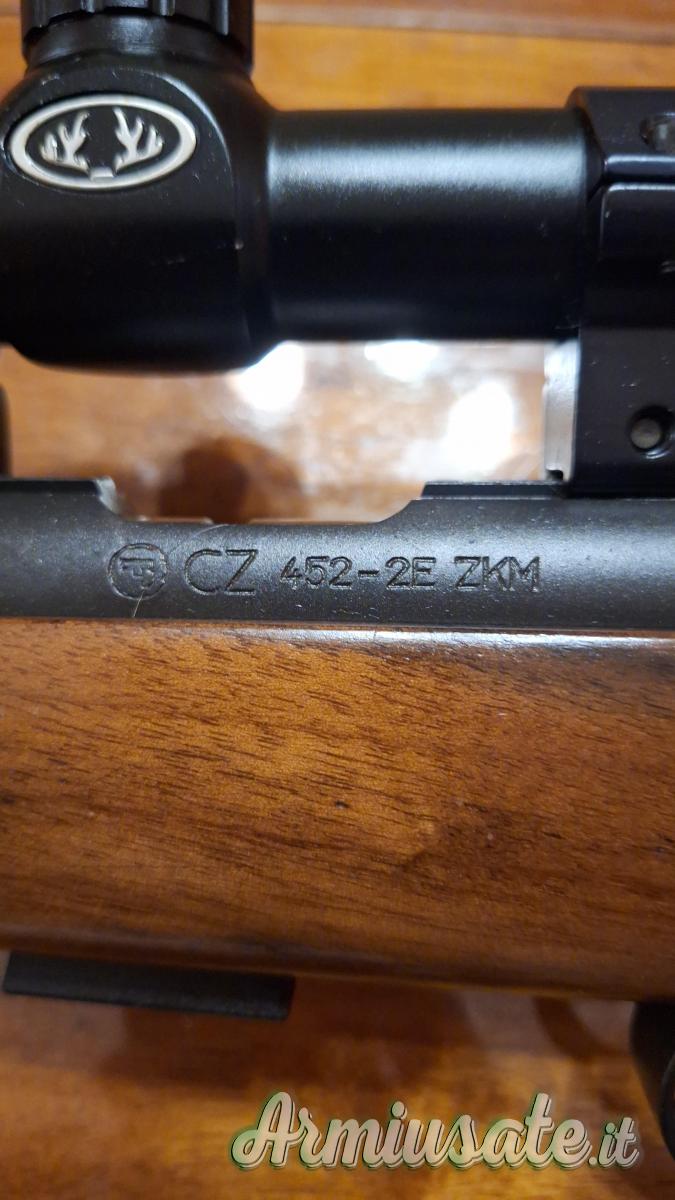 CZ 452-2E ZKM
Armiusate.it